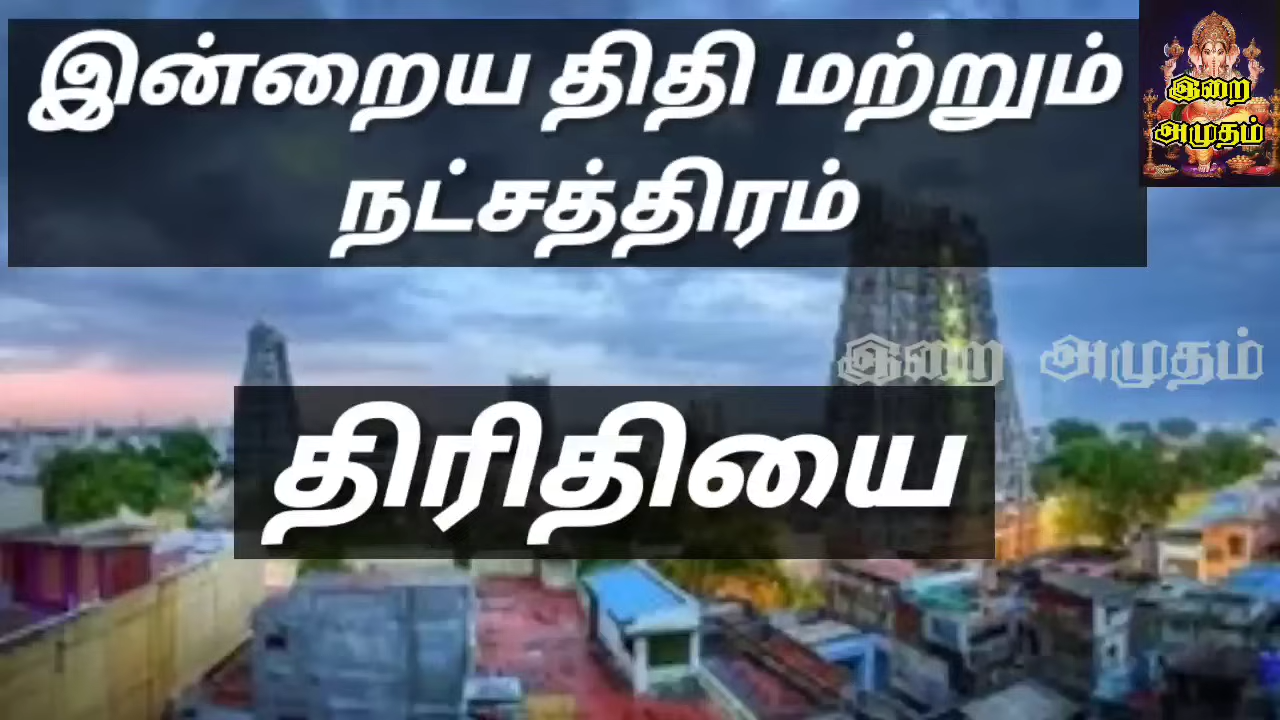 இன்றைய திதி மற்றும்
நட்சத்திரம்
இறை
அமுதம்
இறை அமுதம்
திரிதியை